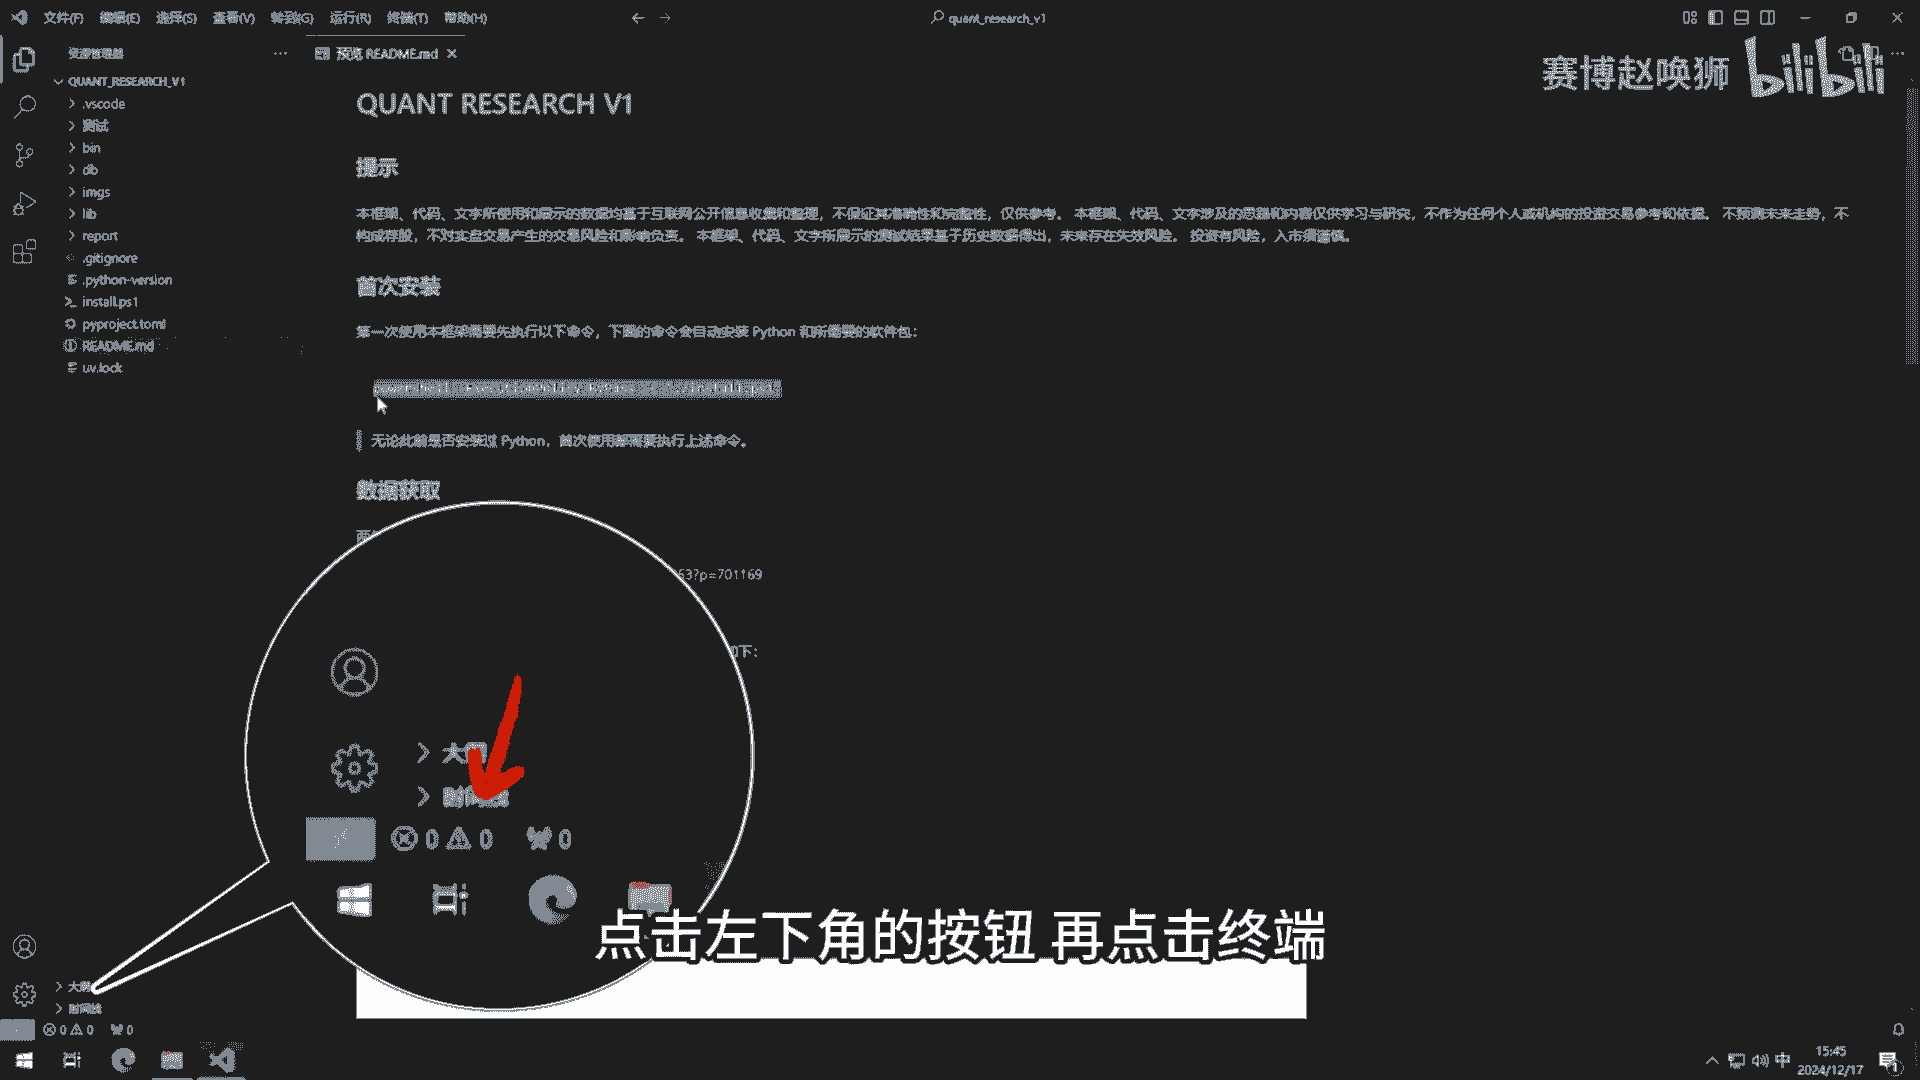 文件(F) 编辑(E) 选择(S) 查看(V) 转到(G) 运行(R) 终端(T) 帮助(H)
quant_research_v1
资源管理器
预览 README.md
赛博赵唤狮 bilibili
QUANT_RESEARCH_V1
.vscode
测试
bin
db
imgs
lib
report
.gitignore
.python-version
install.ps1
pyproject.toml
README.md
uv.lock
QUANT RESEARCH V1
提示
本框架、代码、文字所使用和展示的数据均基于互联网公开信息收集和整理，不保证其准确性和完整性，仅供参考。 本框架、代码、文字涉及的思路和内容仅供学习与研究，不作为任何个人或机构的投资交易参考和依据。 不预测未来走势，不
构成荐股，不对实盘交易产生的交易风险和影响负责。 本框架、代码、文字所展示的测试结果基于历史数据得出，未来存在失效风险。 投资有风险，入市须谨慎。
首次安装
第一次使用本框架需要先执行以下命令，下面的命令会自动安装 Python 和所需要的软件包：
无论此前是否安装过 Python，首次使用都需要执行上述命令。
数据获取
53?p=701169
如下：
大纲
时间线
0 0 0
点击左下角的按钮 再点击终端
大纲
时间线
0 0 0
中
15:45
2024/12/17
1